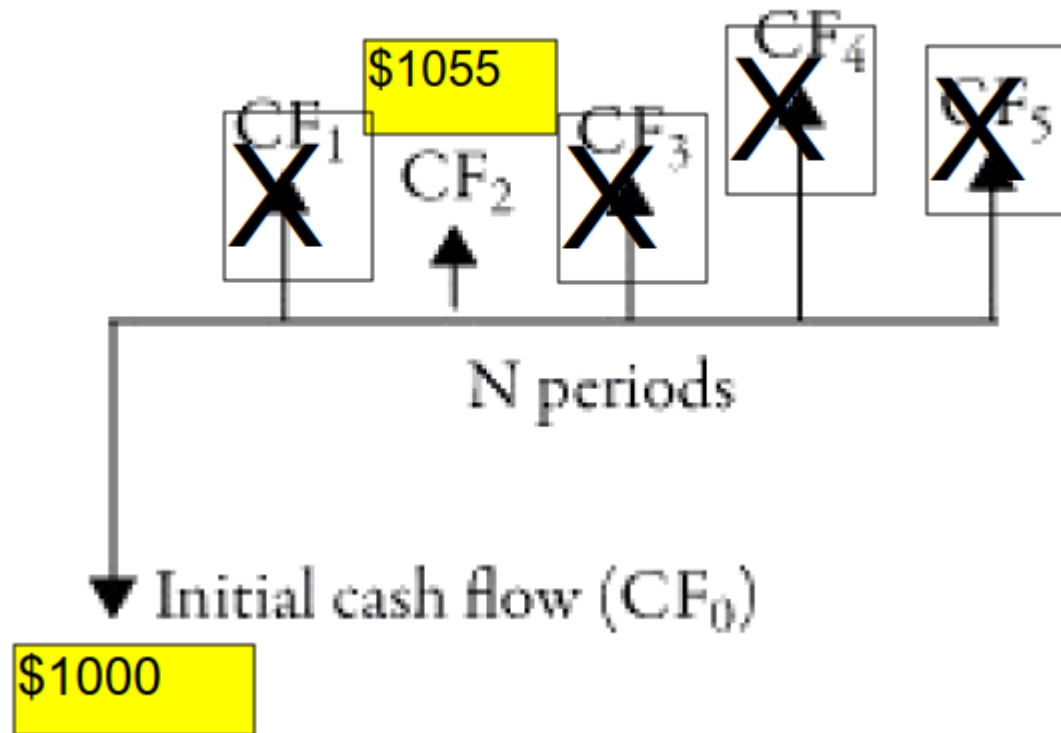 CF₄
$1055
CF₅
CF₁
CF₃
CF₂
X
X
X
X
N periods
Initial cash flow (CF₀)
$1000